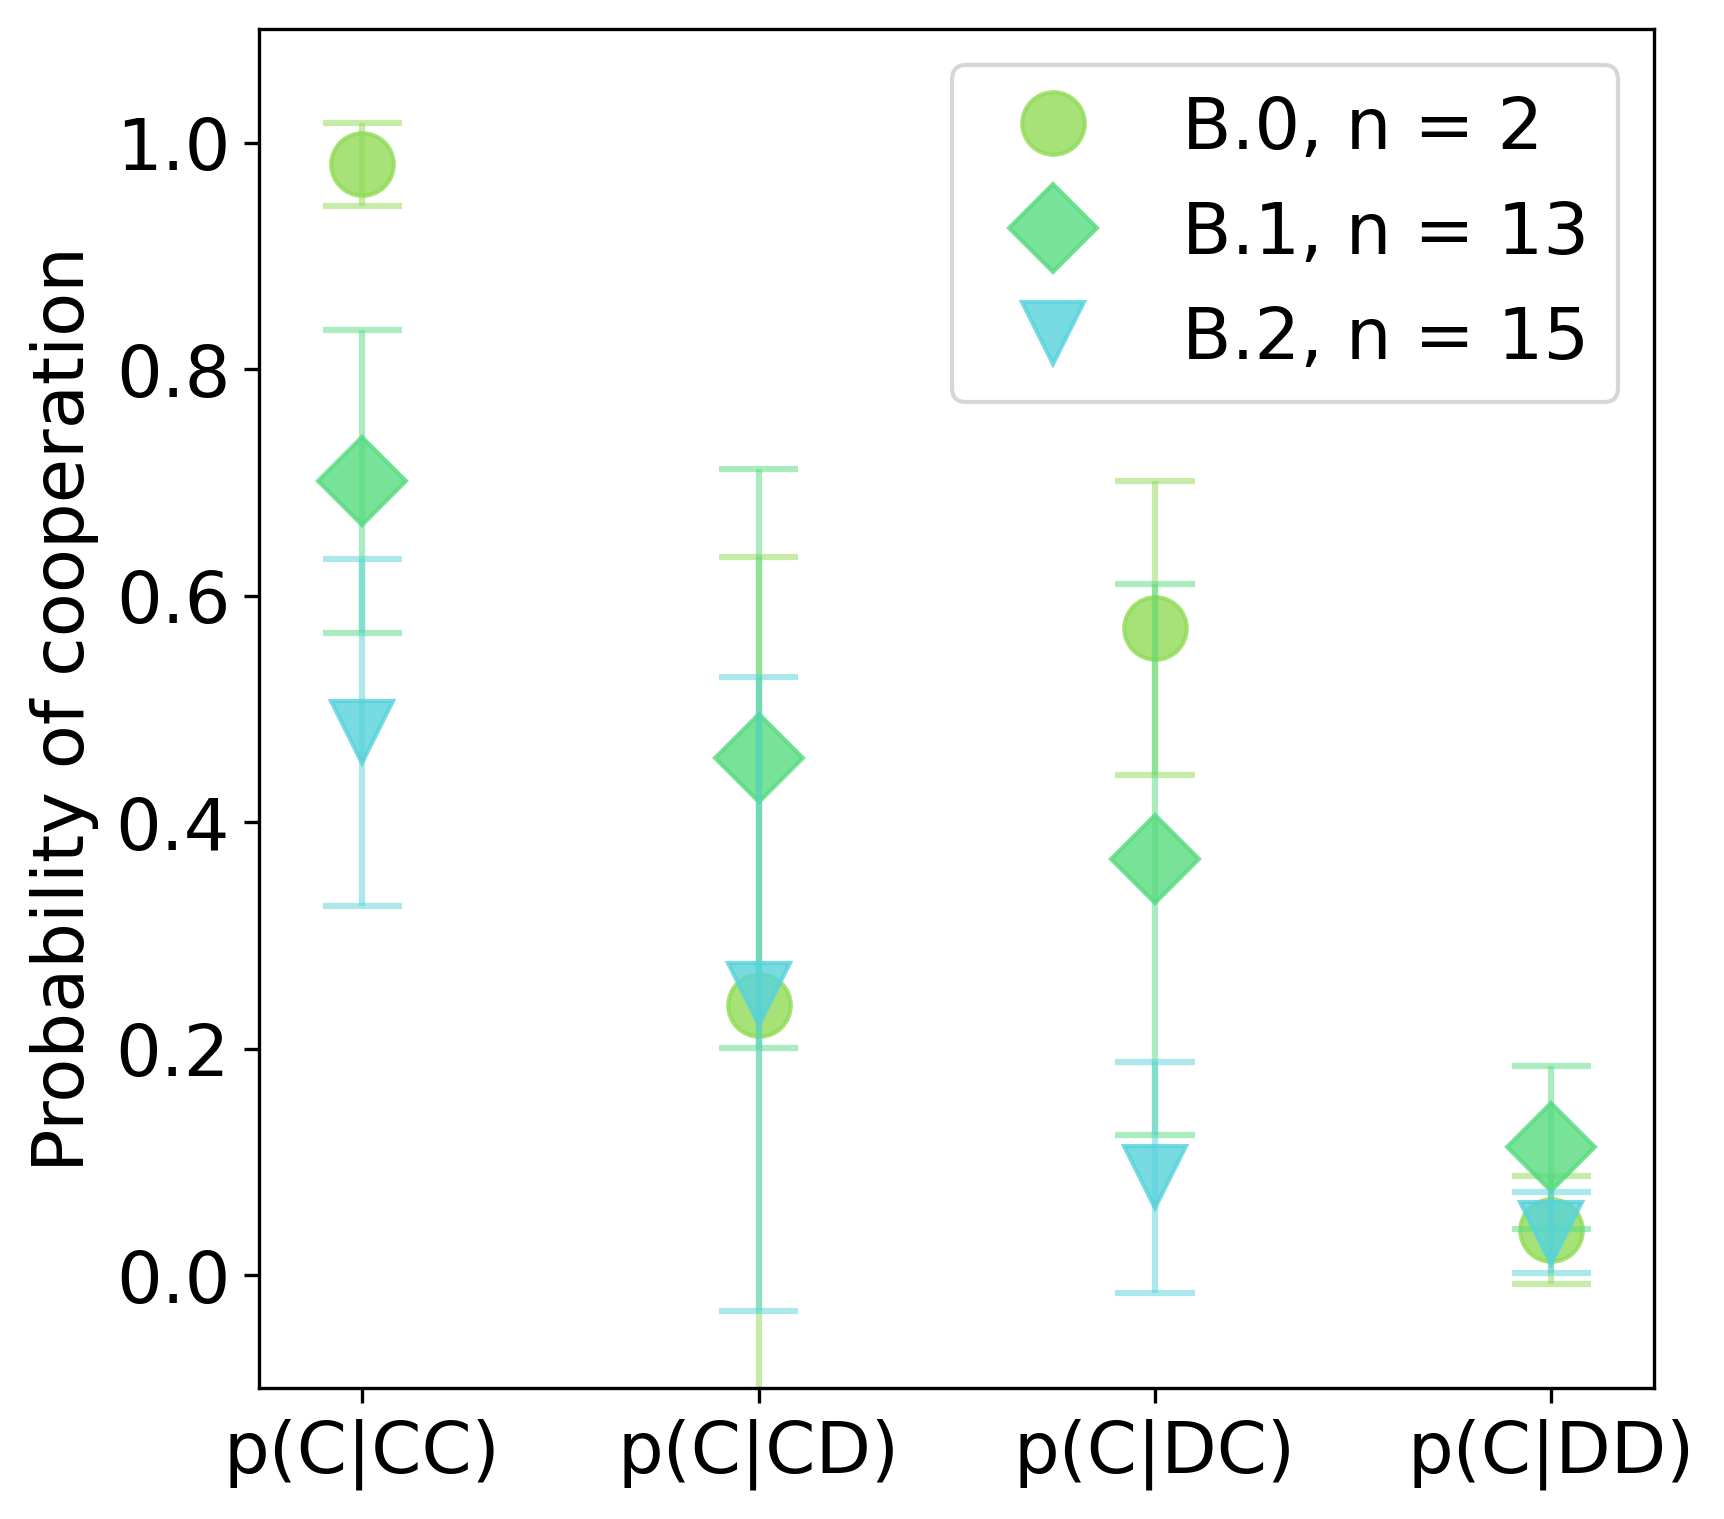 B.0, n = 2
B.1, n = 13
B.2, n = 15
Probability of cooperation
1.0
0.8
0.6
0.4
0.2
0.0
p(C|CC)
p(C|CD)
p(C|DC)
p(C|DD)